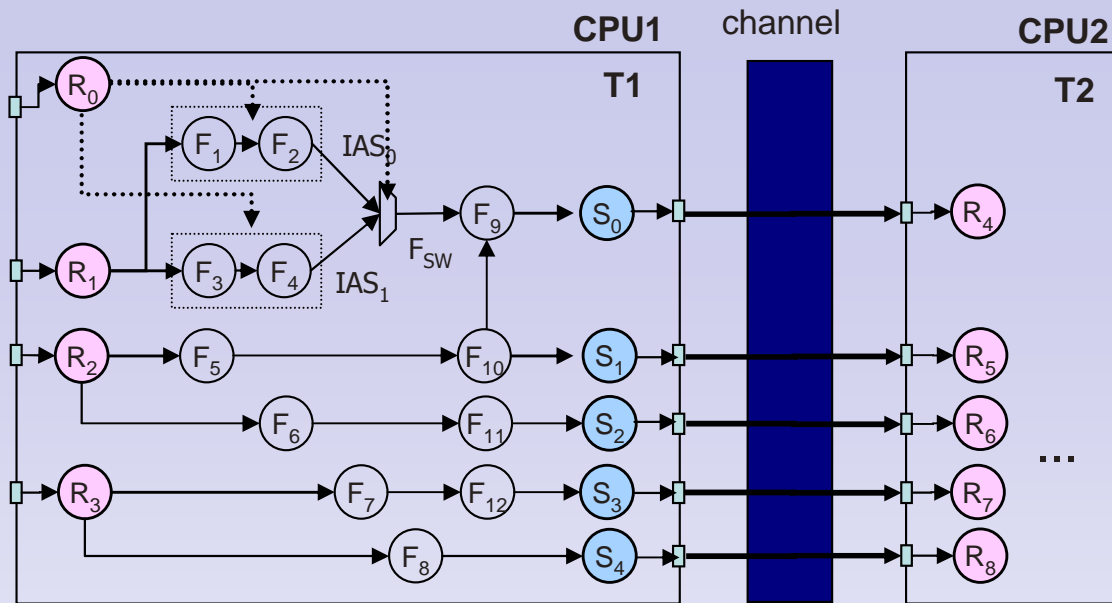 CPU1
channel
CPU2
T1
T2
R₀
F₁ F₂ IAS₀
R₁ F₃ F₄ IAS₁
F_SW F₉ S₀ R₄
R₂ F₅ F₁₀ S₁ R₅
F₆ F₁₁ S₂ R₆
...
R₃ F₇ F₁₂ S₃ R₇
F₈ S₄ R₈